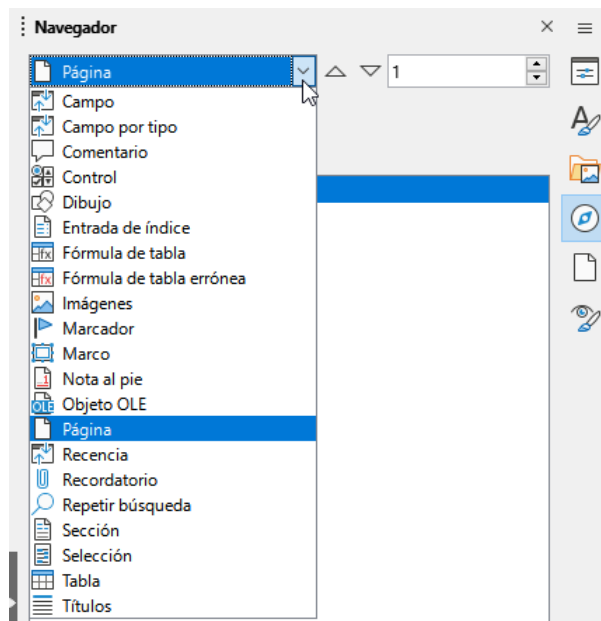 Navegador
Página 1
Campo
Campo por tipo
Comentario
Control
Dibujo
Entrada de índice
Fórmula de tabla
Fórmula de tabla errónea
Imágenes
Marcador
Marco
Nota al pie
Objeto OLE
Página
Recencia
Recordatorio
Repetir búsqueda
Sección
Selección
Tabla
Títulos